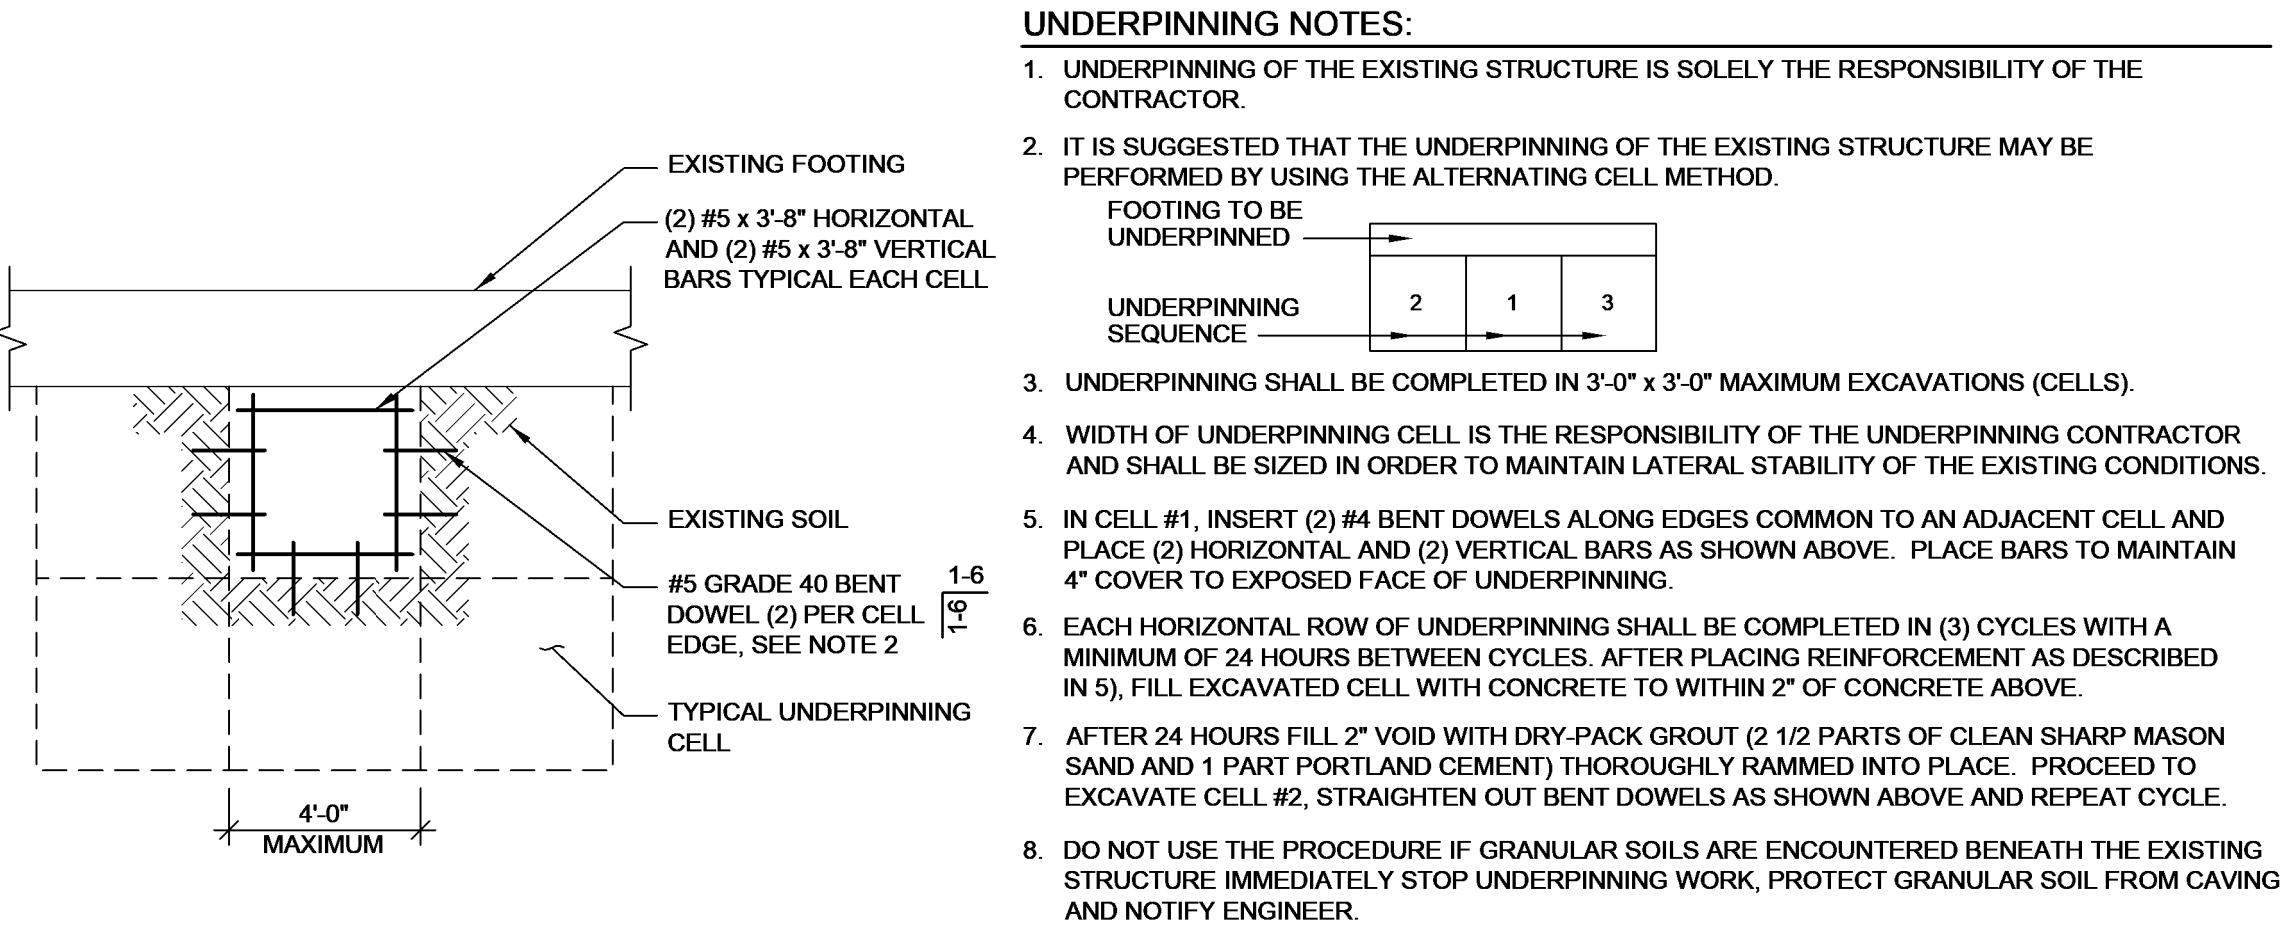 EXISTING FOOTING
(2) #5 x 3'-8" HORIZONTAL
AND (2) #5 x 3'-8" VERTICAL
BARS TYPICAL EACH CELL
EXISTING SOIL
#5 GRADE 40 BENT
DOWEL (2) PER CELL
EDGE, SEE NOTE 2
1-6
1-6
TYPICAL UNDERPINNING
CELL
4'-0"
MAXIMUM
UNDERPINNING NOTES:
1. UNDERPINNING OF THE EXISTING STRUCTURE IS SOLELY THE RESPONSIBILITY OF THE
CONTRACTOR.
2. IT IS SUGGESTED THAT THE UNDERPINNING OF THE EXISTING STRUCTURE MAY BE
PERFORMED BY USING THE ALTERNATING CELL METHOD.
FOOTING TO BE
UNDERPINNED
UNDERPINNING
SEQUENCE
2 1 3
3. UNDERPINNING SHALL BE COMPLETED IN 3'-0" x 3'-0" MAXIMUM EXCAVATIONS (CELLS).
4. WIDTH OF UNDERPINNING CELL IS THE RESPONSIBILITY OF THE UNDERPINNING CONTRACTOR
AND SHALL BE SIZED IN ORDER TO MAINTAIN LATERAL STABILITY OF THE EXISTING CONDITIONS.
5. IN CELL #1, INSERT (2) #4 BENT DOWELS ALONG EDGES COMMON TO AN ADJACENT CELL AND
PLACE (2) HORIZONTAL AND (2) VERTICAL BARS AS SHOWN ABOVE. PLACE BARS TO MAINTAIN
4" COVER TO EXPOSED FACE OF UNDERPINNING.
6. EACH HORIZONTAL ROW OF UNDERPINNING SHALL BE COMPLETED IN (3) CYCLES WITH A
MINIMUM OF 24 HOURS BETWEEN CYCLES. AFTER PLACING REINFORCEMENT AS DESCRIBED
IN 5), FILL EXCAVATED CELL WITH CONCRETE TO WITHIN 2" OF CONCRETE ABOVE.
7. AFTER 24 HOURS FILL 2" VOID WITH DRY-PACK GROUT (2 1/2 PARTS OF CLEAN SHARP MASON
SAND AND 1 PART PORTLAND CEMENT) THOROUGHLY RAMMED INTO PLACE. PROCEED TO
EXCAVATE CELL #2, STRAIGHTEN OUT BENT DOWELS AS SHOWN ABOVE AND REPEAT CYCLE.
8. DO NOT USE THE PROCEDURE IF GRANULAR SOILS ARE ENCOUNTERED BENEATH THE EXISTING
STRUCTURE IMMEDIATELY STOP UNDERPINNING WORK, PROTECT GRANULAR SOIL FROM CAVING
AND NOTIFY ENGINEER.